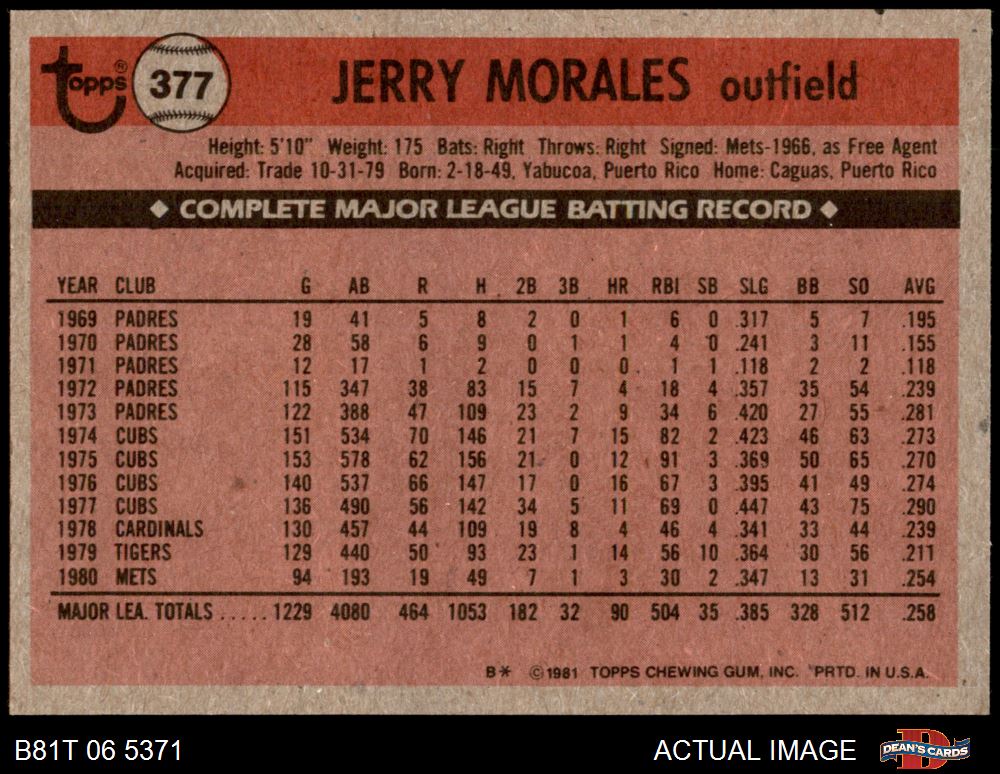 topps® 377 JERRY MORALES outfield
Height: 5'10" Weight: 175 Bats: Right Throws: Right Signed: Mets-1966, as Free Agent
Acquired: Trade 10-31-79 Born: 2-18-49, Yabucoa, Puerto Rico Home: Caguas, Puerto Rico
◆ COMPLETE MAJOR LEAGUE BATTING RECORD ◆
YEAR CLUB G AB R H 2B 3B HR RBI SB SLG BB SO AVG
1969 PADRES 19 41 5 8 2 0 1 6 0 .317 5 7 .195
1970 PADRES 28 58 6 9 0 1 1 4 0 .241 3 11 .155
1971 PADRES 12 17 1 2 0 0 0 1 1 .118 2 2 .118
1972 PADRES 115 347 38 83 15 7 4 18 4 .357 35 54 .239
1973 PADRES 122 388 47 109 23 2 9 34 6 .420 27 55 .281
1974 CUBS 151 534 70 146 21 7 15 82 2 .423 46 63 .273
1975 CUBS 153 578 62 156 21 0 12 91 3 .369 50 65 .270
1976 CUBS 140 537 66 147 17 0 16 67 3 .395 41 49 .274
1977 CUBS 136 490 56 142 34 5 11 69 0 .447 43 75 .290
1978 CARDINALS 130 457 44 109 19 8 4 46 4 .341 33 44 .239
1979 TIGERS 129 440 50 93 23 1 14 56 10 .364 30 56 .211
1980 METS 94 193 19 49 7 1 3 30 2 .347 13 31 .254
MAJOR LEA. TOTALS ..... 1229 4080 464 1053 182 32 90 504 35 .385 328 512 .258
B* ©1981 TOPPS CHEWING GUM, INC. PRTD. IN U.S.A.
B81T 06 5371 ACTUAL IMAGE DEAN'S CARDS